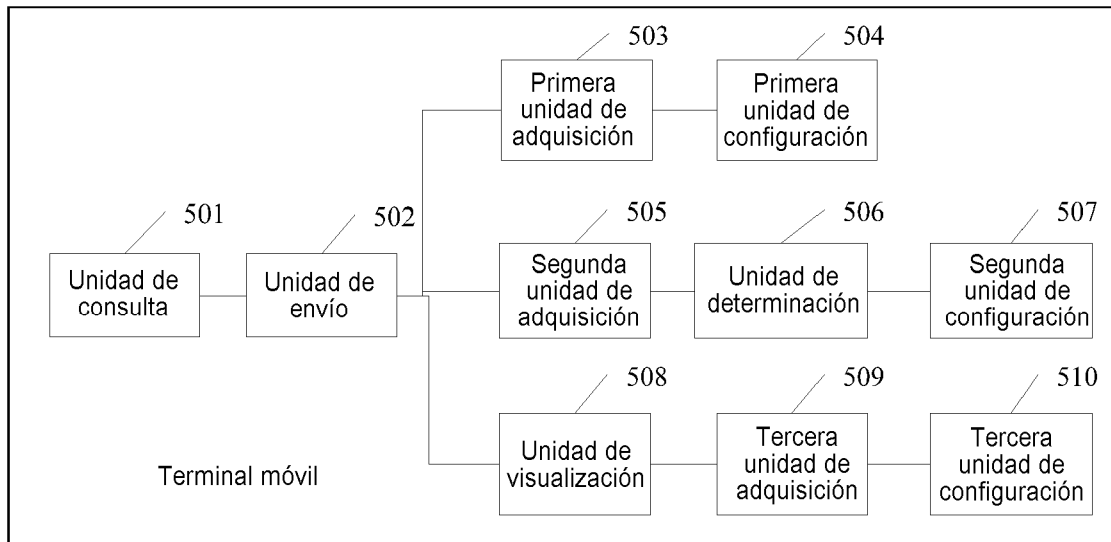 503
504
Primera
unidad de
adquisición
Primera
unidad de
configuración
501
502
505
506
507
Unidad de
consulta
Unidad de
envío
Segunda
unidad de
adquisición
Unidad de
determinación
Segunda
unidad de
configuración
508
509
510
Terminal móvil
Unidad de
visualización
Tercera
unidad de
adquisición
Tercera
unidad de
configuración